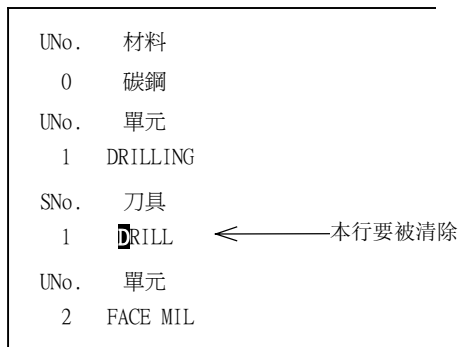 UNo. 材料
0 碳鋼
UNo. 單元
1 DRILLING
SNo. 刀具
1 DRILL 本行要被清除
UNo. 單元
2 FACE MIL